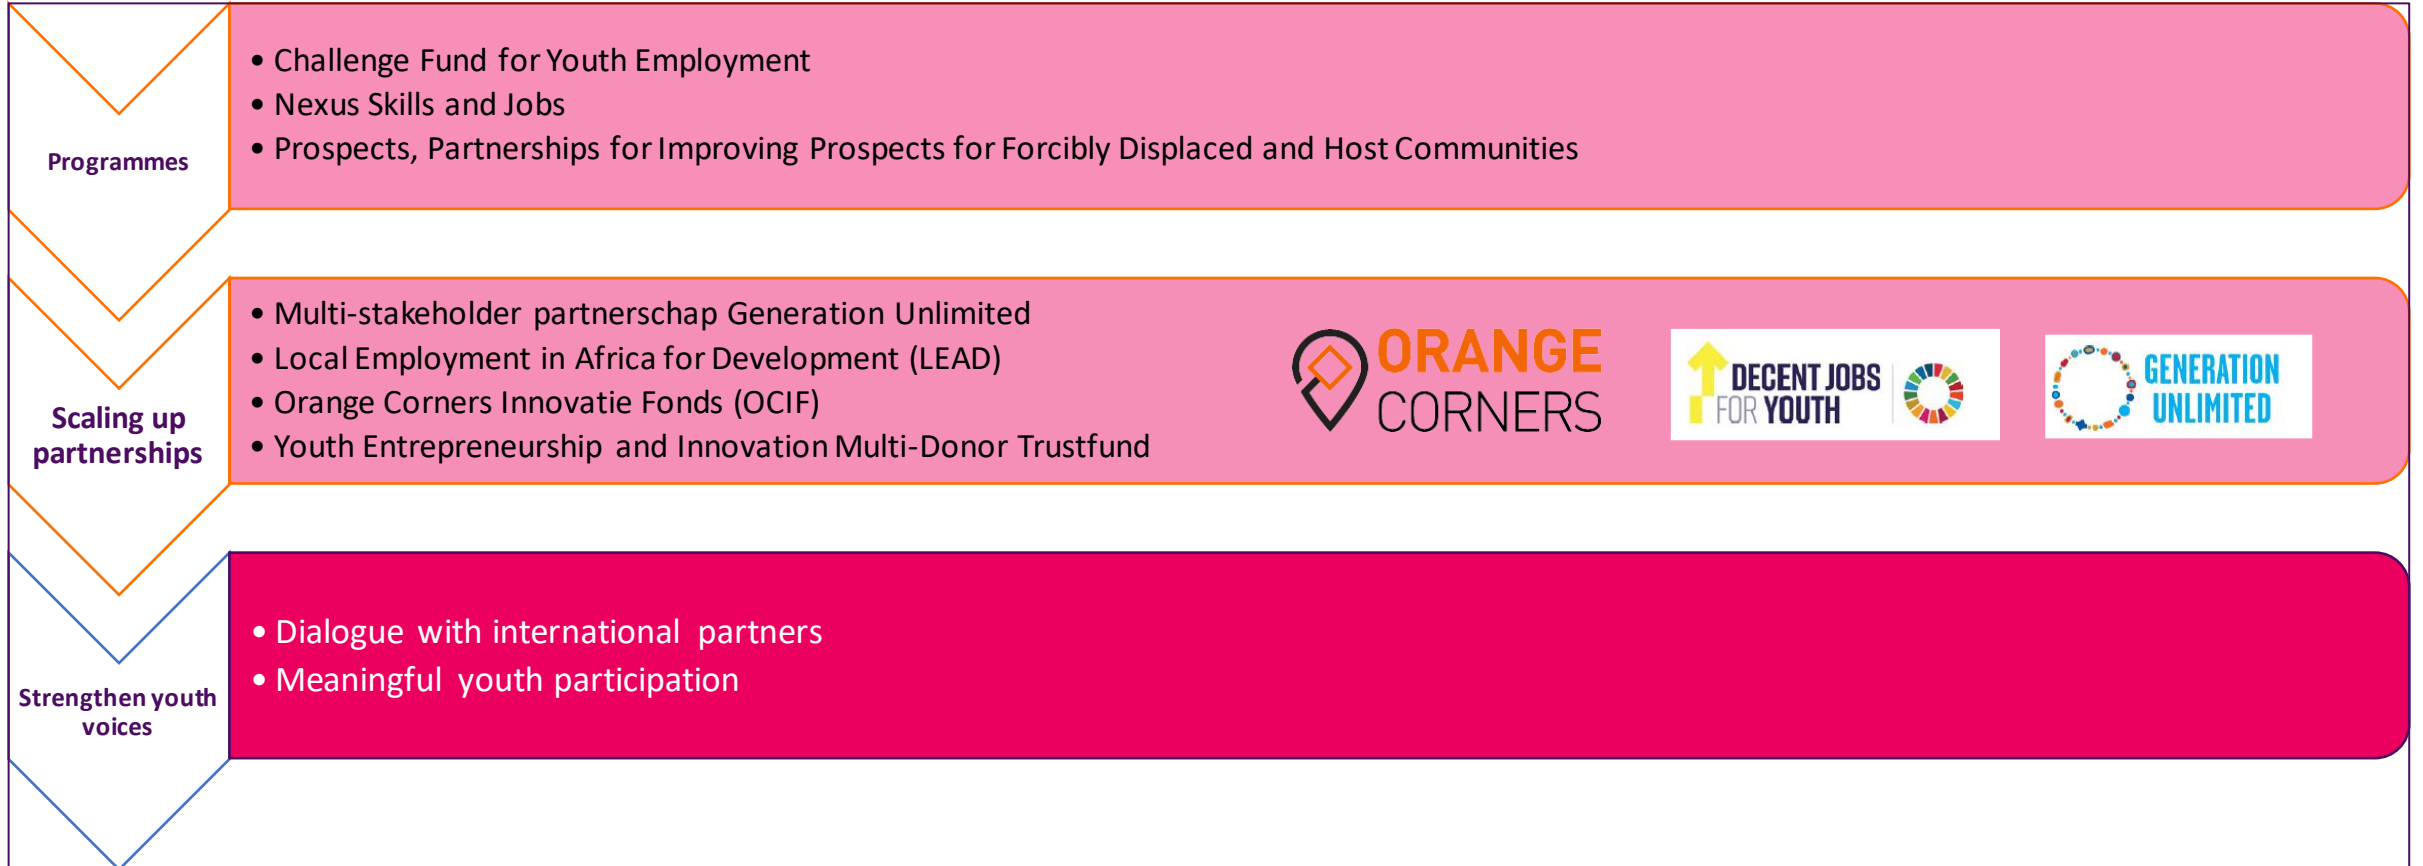 Programmes
• Challenge Fund for Youth Employment
• Nexus Skills and Jobs
• Prospects, Partnerships for Improving Prospects for Forcibly Displaced and Host Communities
Scaling up
partnerships
• Multi-stakeholder partnerschap Generation Unlimited
• Local Employment in Africa for Development (LEAD)
• Orange Corners Innovatie Fonds (OCIF)
• Youth Entrepreneurship and Innovation Multi-Donor Trustfund
ORANGE
CORNERS
DECENT JOBS
FOR YOUTH
GENERATION
UNLIMITED
Strengthen youth
voices
• Dialogue with international partners
• Meaningful youth participation